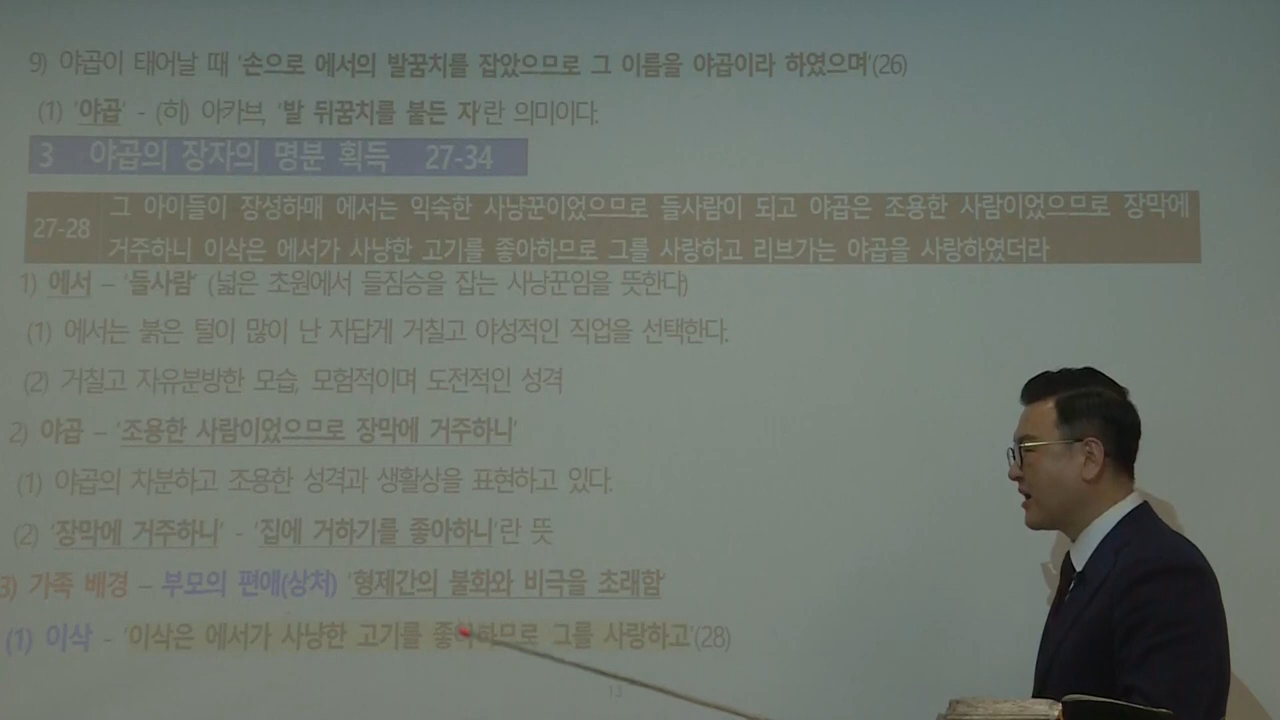 9) 야곱이 태어날 때 '손으로 에서의 발꿈치를 잡았으므로 그 이름을 야곱이라 하였으며'(26)
(1) '야곱' - (히) 아카브, '발 뒤꿈치를 붙든 자'란 의미이다.
3 야곱의 장자의 명분 획득 27-34
27-28 그 아이들이 장성하매 에서는 익숙한 사냥꾼이었으므로 들사람이 되고 야곱은 조용한 사람이었으므로 장막에
거주하니 이삭은 에서가 사냥한 고기를 좋아하므로 그를 사랑하고 리브가는 야곱을 사랑하였더라
1) 에서 – '들사람' (넓은 초원에서 들짐승을 잡는 사냥꾼임을 뜻한다)
(1) 에서는 붉은 털이 많이 난 자답게 거칠고 야성적인 직업을 선택한다.
(2) 거칠고 자유분방한 모습, 모험적이며 도전적인 성격
2) 야곱 – '조용한 사람이었으므로 장막에 거주하니'
(1) 야곱의 차분하고 조용한 성격과 생활상을 표현하고 있다.
(2) '장막에 거주하니' - '집에 거하기를 좋아하니'란 뜻
3) 가족 배경 – 부모의 편애(상처) '형제간의 불화와 비극을 초래함'
(1) 이삭 - '이삭은 에서가 사냥한 고기를 좋아하므로 그를 사랑하고'(28)
13